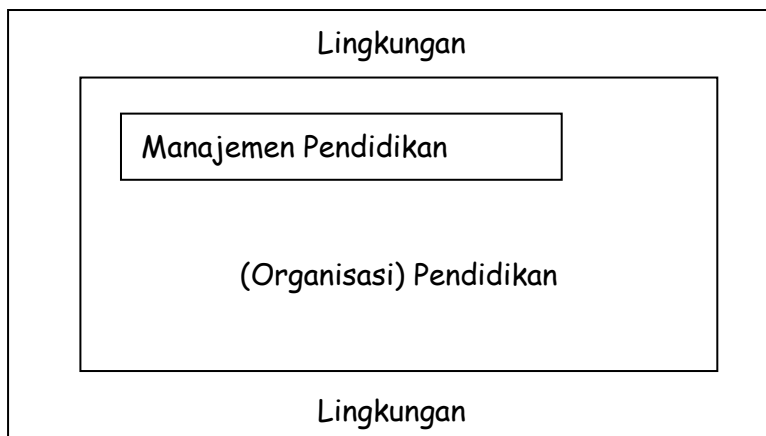 Lingkungan
Manajemen Pendidikan
(Organisasi) Pendidikan
Lingkungan